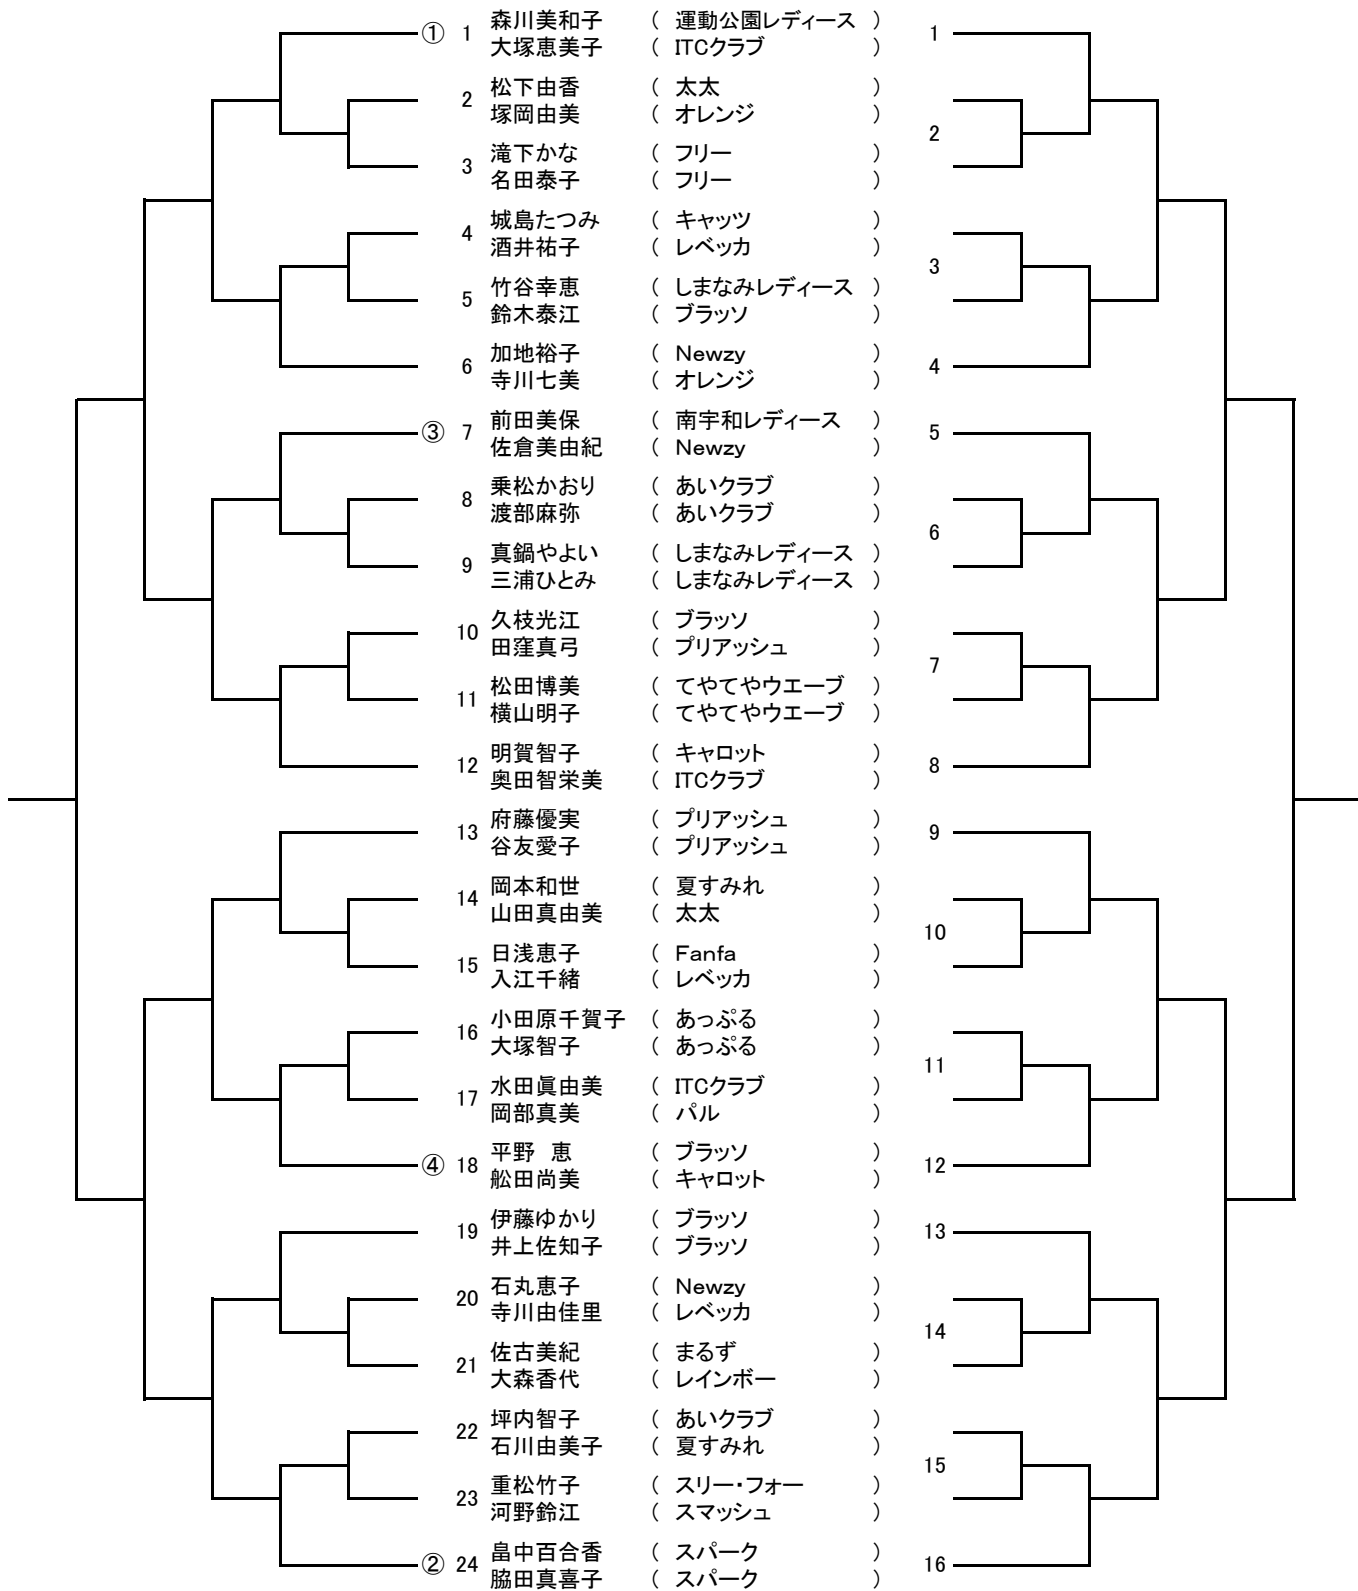 ① 1 森川美和子 ( 運動公園レディース ) 1
大塚恵美子 ( ITCクラブ )
2 松下由香 ( 太太 )
塚岡由美 ( オレンジ ) 2
3 滝下かな ( フリー )
名田泰子 ( フリー )
4 城島たつみ ( キャッツ )
酒井祐子 ( レベッカ ) 3
5 竹谷幸恵 ( しまなみレディース )
鈴木泰江 ( ブラッソ )
6 加地裕子 ( Newzy ) 4
寺川七美 ( オレンジ )
③ 7 前田美保 ( 南宇和レディース ) 5
佐倉美由紀 ( Newzy )
8 乗松かおり ( あいクラブ )
渡部麻弥 ( あいクラブ ) 6
9 真鍋やよい ( しまなみレディース )
三浦ひとみ ( しまなみレディース )
10 久枝光江 ( ブラッソ )
田窪真弓 ( プリアッシュ ) 7
11 松田博美 ( てやてやウエーブ )
横山明子 ( てやてやウエーブ )
12 明賀智子 ( キャロット ) 8
奥田智栄美 ( ITCクラブ )
13 府藤優実 ( プリアッシュ ) 9
谷友愛子 ( プリアッシュ )
14 岡本和世 ( 夏すみれ )
山田真由美 ( 太太 ) 10
15 日浅恵子 ( Fanfa )
入江千緒 ( レベッカ )
16 小田原千賀子 ( あっぷる )
大塚智子 ( あっぷる ) 11
17 水田眞由美 ( ITCクラブ )
岡部真美 ( パル )
④ 18 平野　恵 ( ブラッソ ) 12
舩田尚美 ( キャロット )
19 伊藤ゆかり ( ブラッソ ) 13
井上佐知子 ( ブラッソ )
20 石丸恵子 ( Newzy )
寺川由佳里 ( レベッカ ) 14
21 佐古美紀 ( まるず )
大森香代 ( レインボー )
22 坪内智子 ( あいクラブ )
石川由美子 ( 夏すみれ ) 15
23 重松竹子 ( スリー・フォー )
河野鈴江 ( スマッシュ )
② 24 畠中百合香 ( スパーク ) 16
脇田真喜子 ( スパーク )